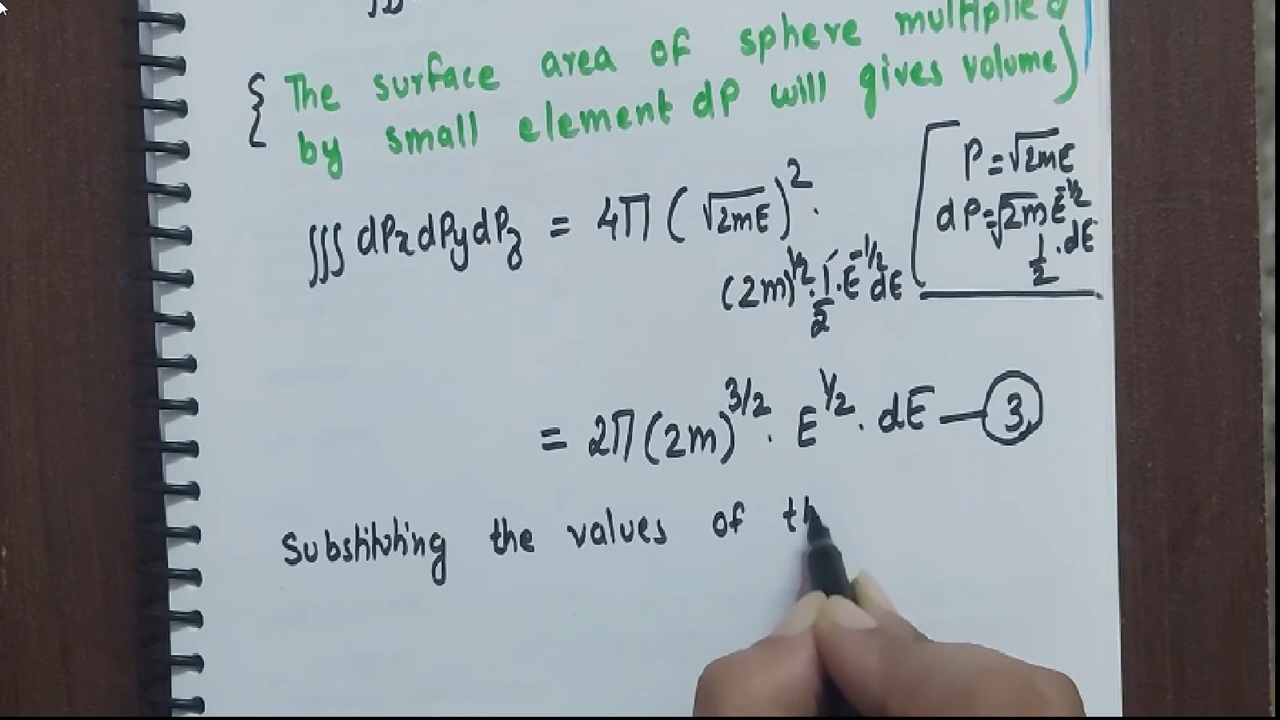 { The surface area of sphere multiplied
by small element dP will gives volume)
P = √2mE
dP = √2m E^-1/2
1/2 . dE
∭ dPx dPy dPz = 4π ( √2mE )^2 .
(2m)^1/2 . 1/2 . E^-1/2 dE
= 2π (2m)^3/2 . E^1/2 . dE — ③
Substituting the values of th